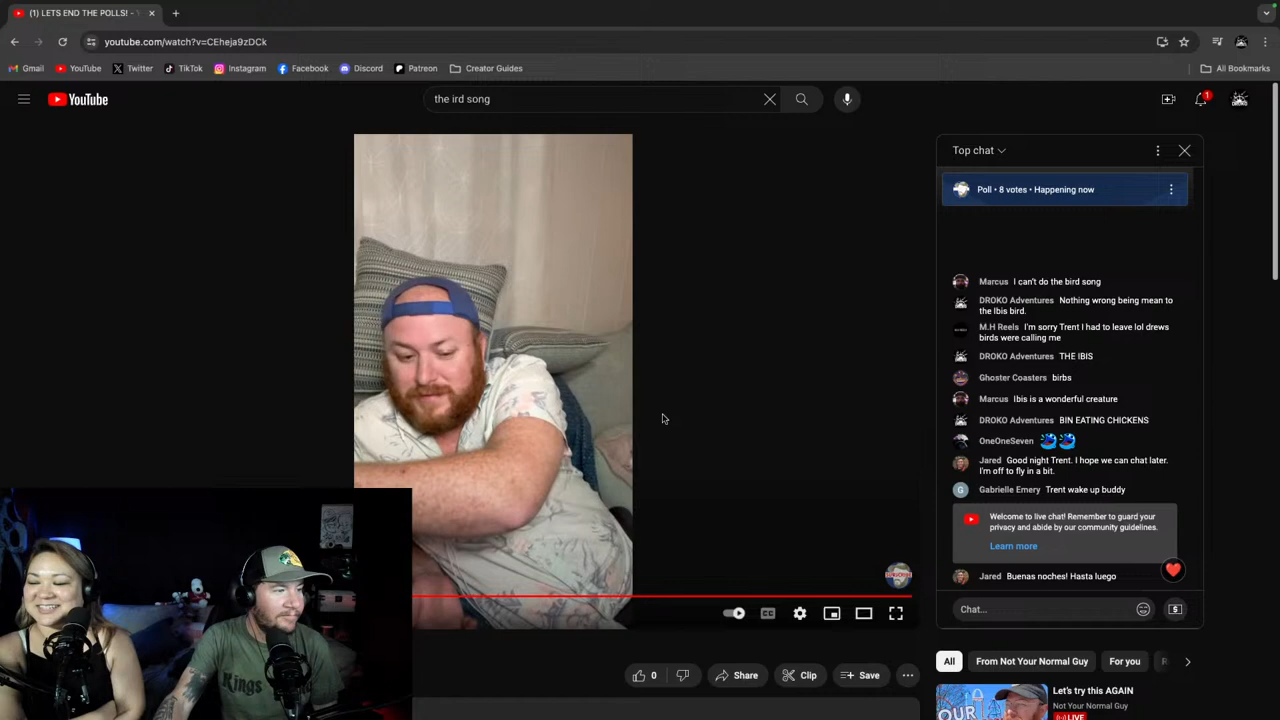 (1) LETS END THE POLLS! -
youtube.com/watch?v=CEheja9zDCk
Gmail YouTube Twitter TikTok Instagram Facebook Discord Patreon Creator Guides All Bookmarks
YouTube
the ird song
1
Top chat
Poll • 8 votes • Happening now
Marcus I can't do the bird song
DROKO Adventures Nothing wrong being mean to
the Ibis bird.
M.H Reels I'm sorry Trent I had to leave lol drews
birds were calling me
DROKO Adventures THE IBIS
Ghoster Coasters birbs
Marcus Ibis is a wonderful creature
DROKO Adventures BIN EATING CHICKENS
OneOneSeven
Jared Good night Trent. I hope we can chat later.
I'm off to fly in a bit.
G Gabrielle Emery Trent wake up buddy
Welcome to live chat! Remember to guard your
privacy and abide by our community guidelines.
Learn more
Jared Buenas noches! Hasta luego
Chat...
CC
0 Share Clip Save
All From Not Your Normal Guy For you
Let's try this AGAIN
Not Your Normal Guy
LIVE
OUR
Kings